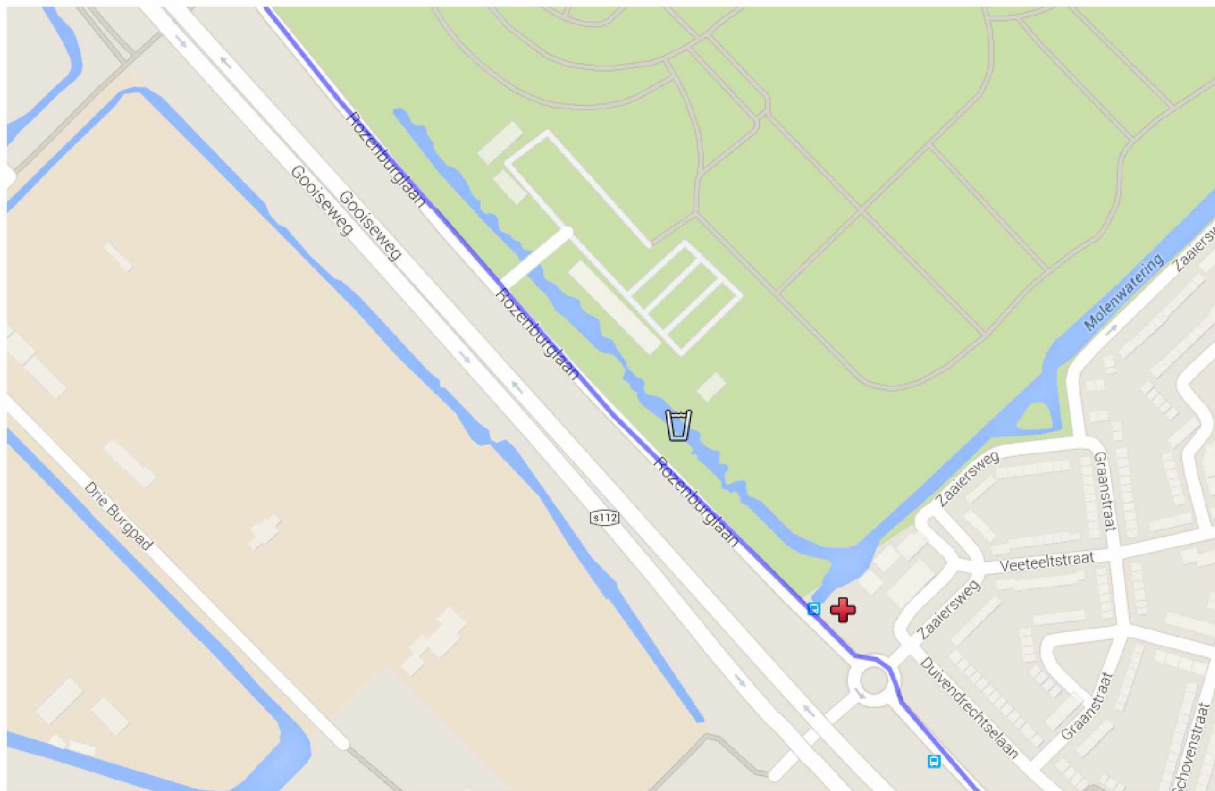 Rozenburglaan
Gooiseweg
Gooiseweg
Rozenburglaan
Rozenburglaan
s112
Drie Burgpad
Molenwatering
Zaaiersweg
Graanstraat
Veeteeltstraat
Zaaiersweg
Duivendrechtselaan
Graanstraat
Schovenstraat